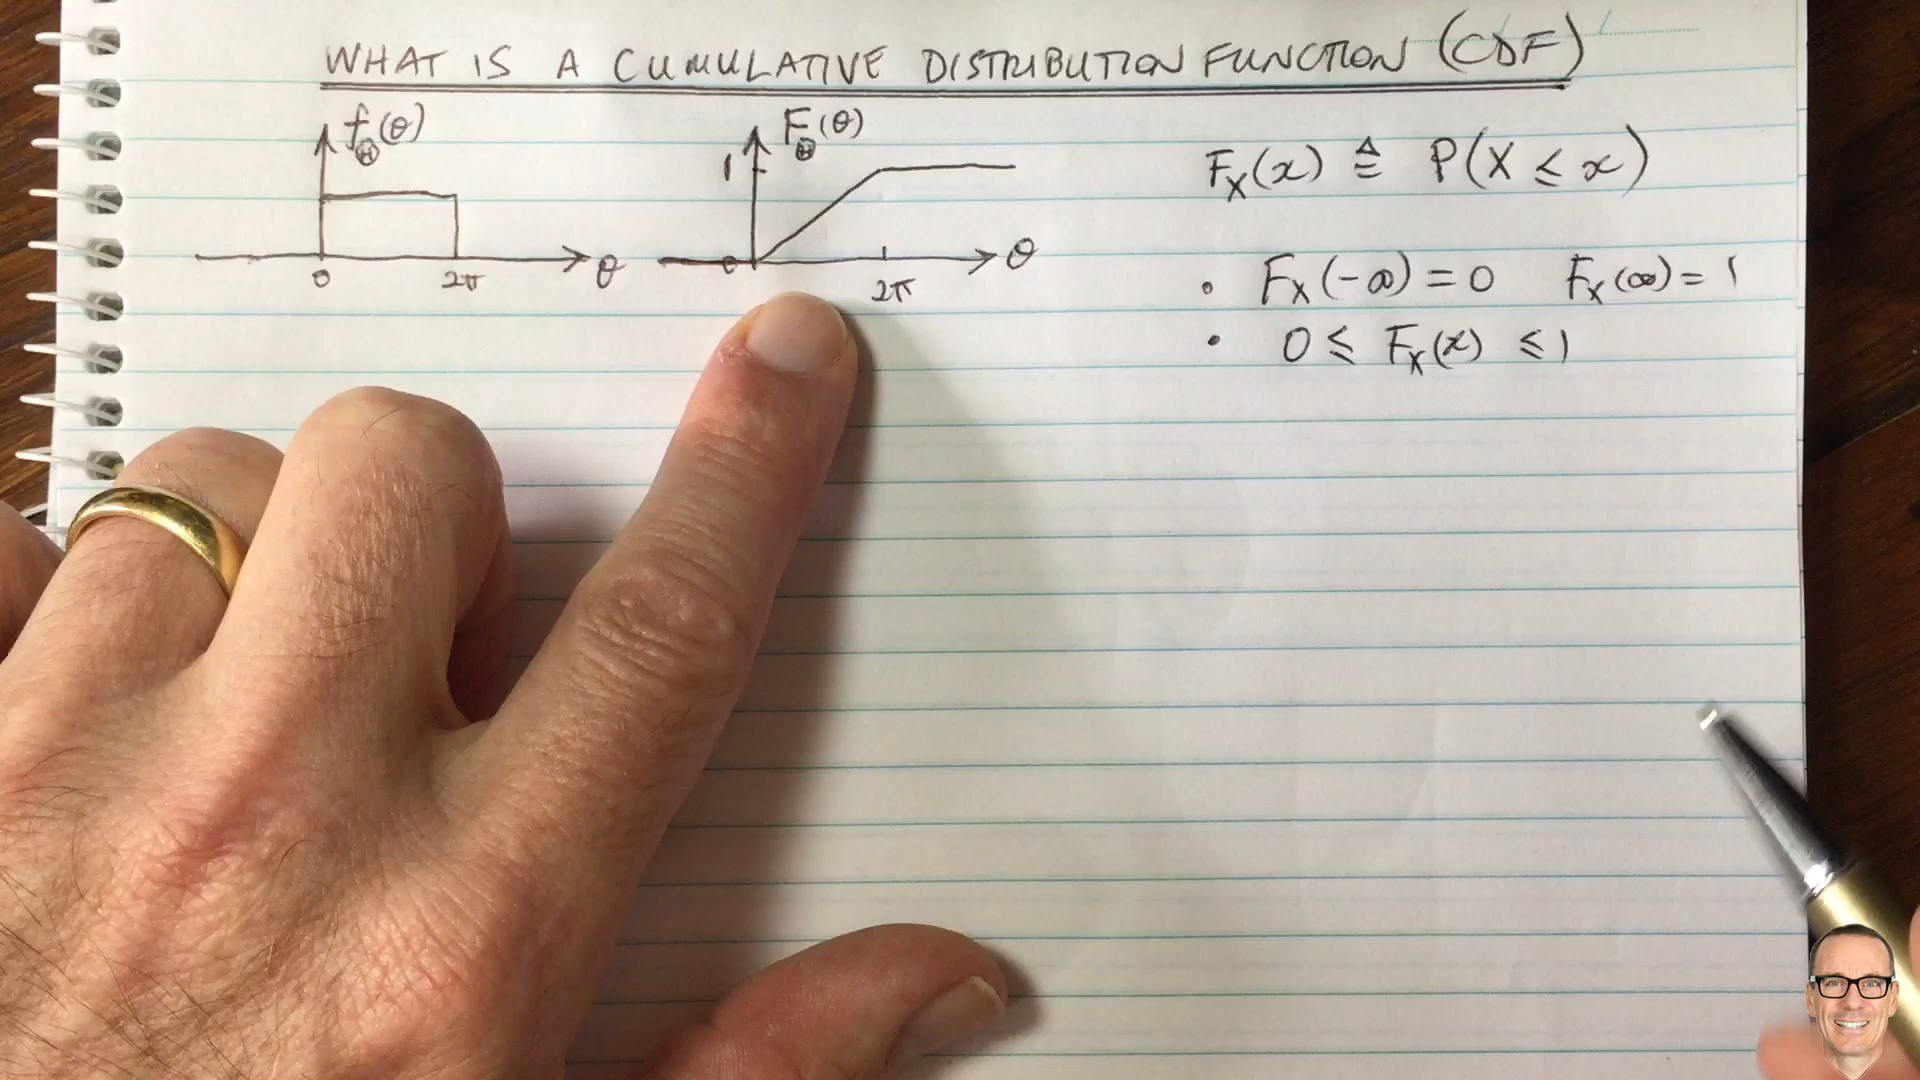 WHAT IS A CUMULATIVE DISTRIBUTION FUNCTION (CDF)
f_Θ(θ)
0 2π θ
F_Θ(θ)
1
0 2π θ
F_X(x) ≜ P(X ≤ x)
• F_X(-∞) = 0 F_X(∞) = 1
• 0 ≤ F_X(x) ≤ 1